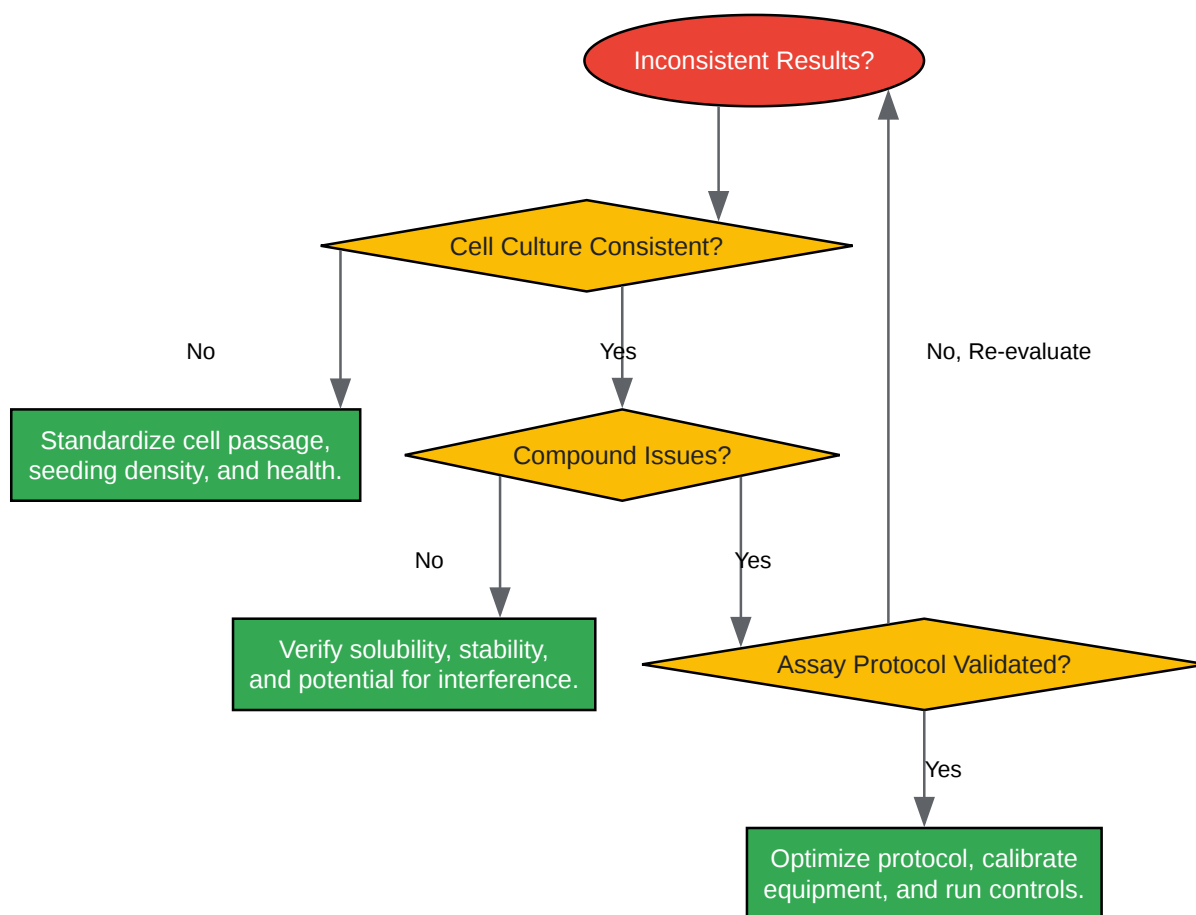 Inconsistent Results?
Cell Culture Consistent?
No
Yes
No, Re-evaluate
Standardize cell passage,
seeding density, and health.
Compound Issues?
No
Yes
Verify solubility, stability,
and potential for interference.
Assay Protocol Validated?
Yes
Optimize protocol, calibrate
equipment, and run controls.